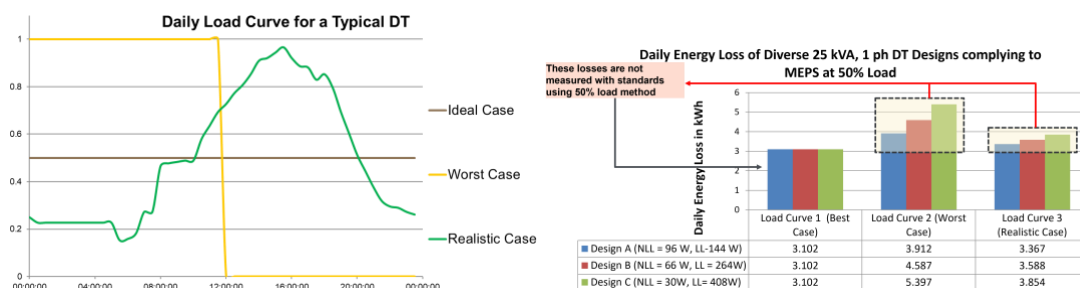 Daily Load Curve for a Typical DT
1
0.8
0.6
0.4
0.2
0
00:00:00 04:00:00 08:00:00 12:00:00 16:00:00 20:00:00 00:00:00
Ideal Case
Worst Case
Realistic Case
Daily Energy Loss of Diverse 25 kVA, 1 ph DT Designs complying to
MEPS at 50% Load
These losses are not
measured with standards
using 50% load method
Daily Energy Loss in kWh
6
5
4
3
2
1
0
Load Curve 1 (Best Case) Load Curve 2 (Worst Case) Load Curve 3 (Realistic Case)
Design A (NLL = 96 W, LL-144 W) 3.102 3.912 3.367
Design B (NLL = 66 W, LL = 264W) 3.102 4.587 3.588
Design C (NLL = 30W, LL= 408W) 3.102 5.397 3.854